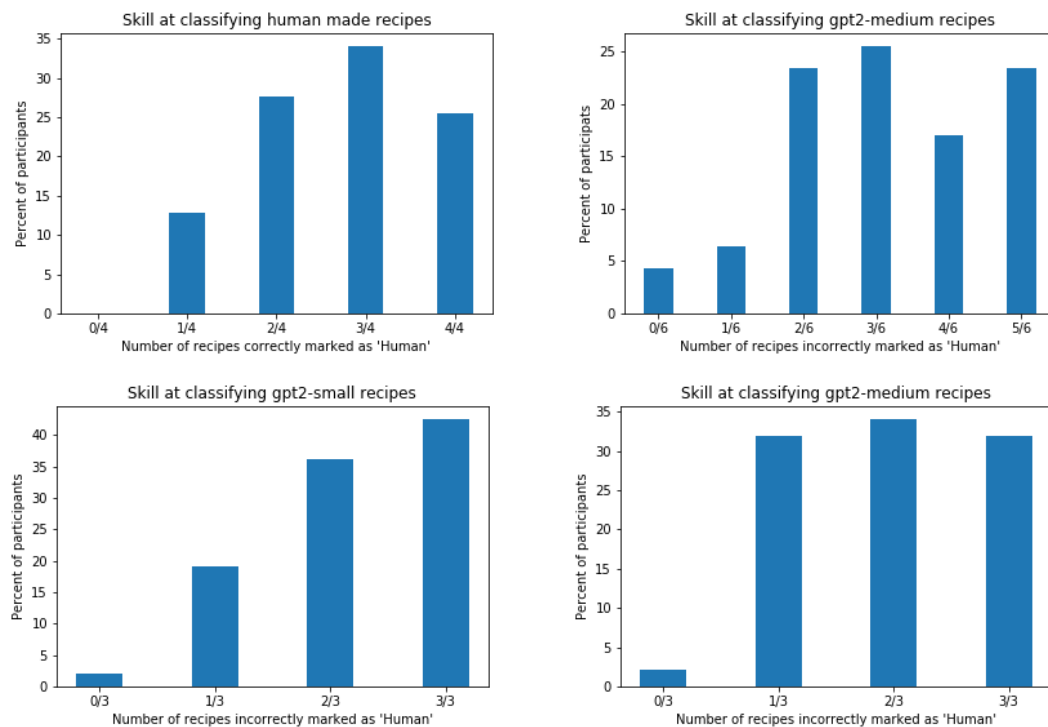 Skill at classifying human made recipes
Percent of participants
35
30
25
20
15
10
5
0
0/4 1/4 2/4 3/4 4/4
Number of recipes correctly marked as 'Human'
Skill at classifying gpt2-medium recipes
Percent of participats
25
20
15
10
5
0
0/6 1/6 2/6 3/6 4/6 5/6
Number of recipes incorrectly marked as 'Human'
Skill at classifying gpt2-small recipes
Percent of participants
40
35
30
25
20
15
10
5
0
0/3 1/3 2/3 3/3
Number of recipes incorrectly marked as 'Human'
Skill at classifying gpt2-medium recipes
Percent of participants
35
30
25
20
15
10
5
0
0/3 1/3 2/3 3/3
Number of recipes incorrectly marked as 'Human'